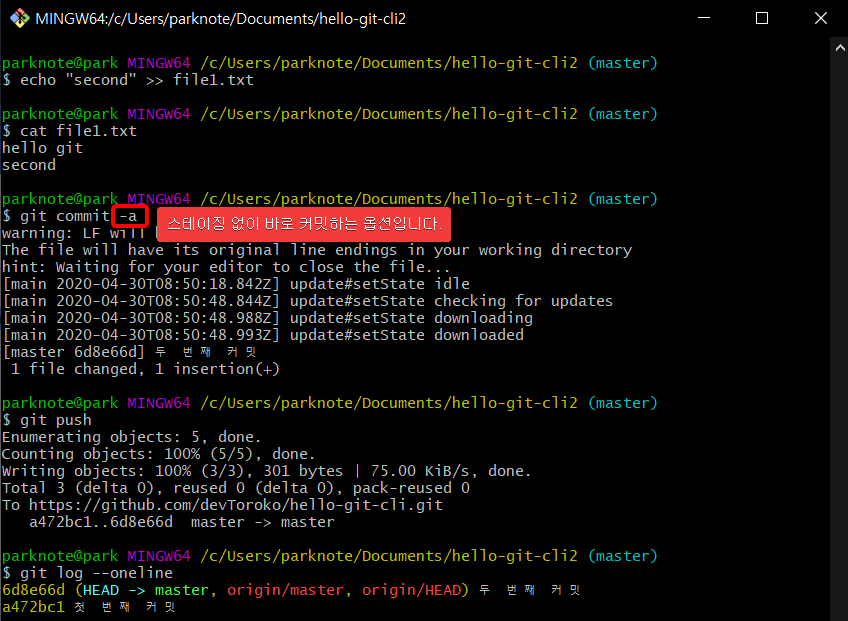 MINGW64:/c/Users/parknote/Documents/hello-git-cli2
parknote@park MINGW64 /c/Users/parknote/Documents/hello-git-cli2 (master)
$ echo "second" >> file1.txt
parknote@park MINGW64 /c/Users/parknote/Documents/hello-git-cli2 (master)
$ cat file1.txt
hello git
second
parknote@park MINGW64 /c/Users/parknote/Documents/hello-git-cli2 (master)
$ git commit -a
스테이징 없이 바로 커밋하는 옵션입니다.
warning: LF will
The file will have its original line endings in your working directory
hint: Waiting for your editor to close the file...
[main 2020-04-30T08:50:18.842Z] update#setState idle
[main 2020-04-30T08:50:48.844Z] update#setState checking for updates
[main 2020-04-30T08:50:48.988Z] update#setState downloading
[main 2020-04-30T08:50:48.993Z] update#setState downloaded
[master 6d8e66d] 두 번째 커밋
 1 file changed, 1 insertion(+)
parknote@park MINGW64 /c/Users/parknote/Documents/hello-git-cli2 (master)
$ git push
Enumerating objects: 5, done.
Counting objects: 100% (5/5), done.
Writing objects: 100% (3/3), 301 bytes | 75.00 KiB/s, done.
Total 3 (delta 0), reused 0 (delta 0), pack-reused 0
To https://github.com/devToroko/hello-git-cli.git
   a472bc1..6d8e66d  master -> master
parknote@park MINGW64 /c/Users/parknote/Documents/hello-git-cli2 (master)
$ git log --oneline
6d8e66d (HEAD -> master, origin/master, origin/HEAD) 두 번째 커밋
a472bc1 첫 번째 커밋